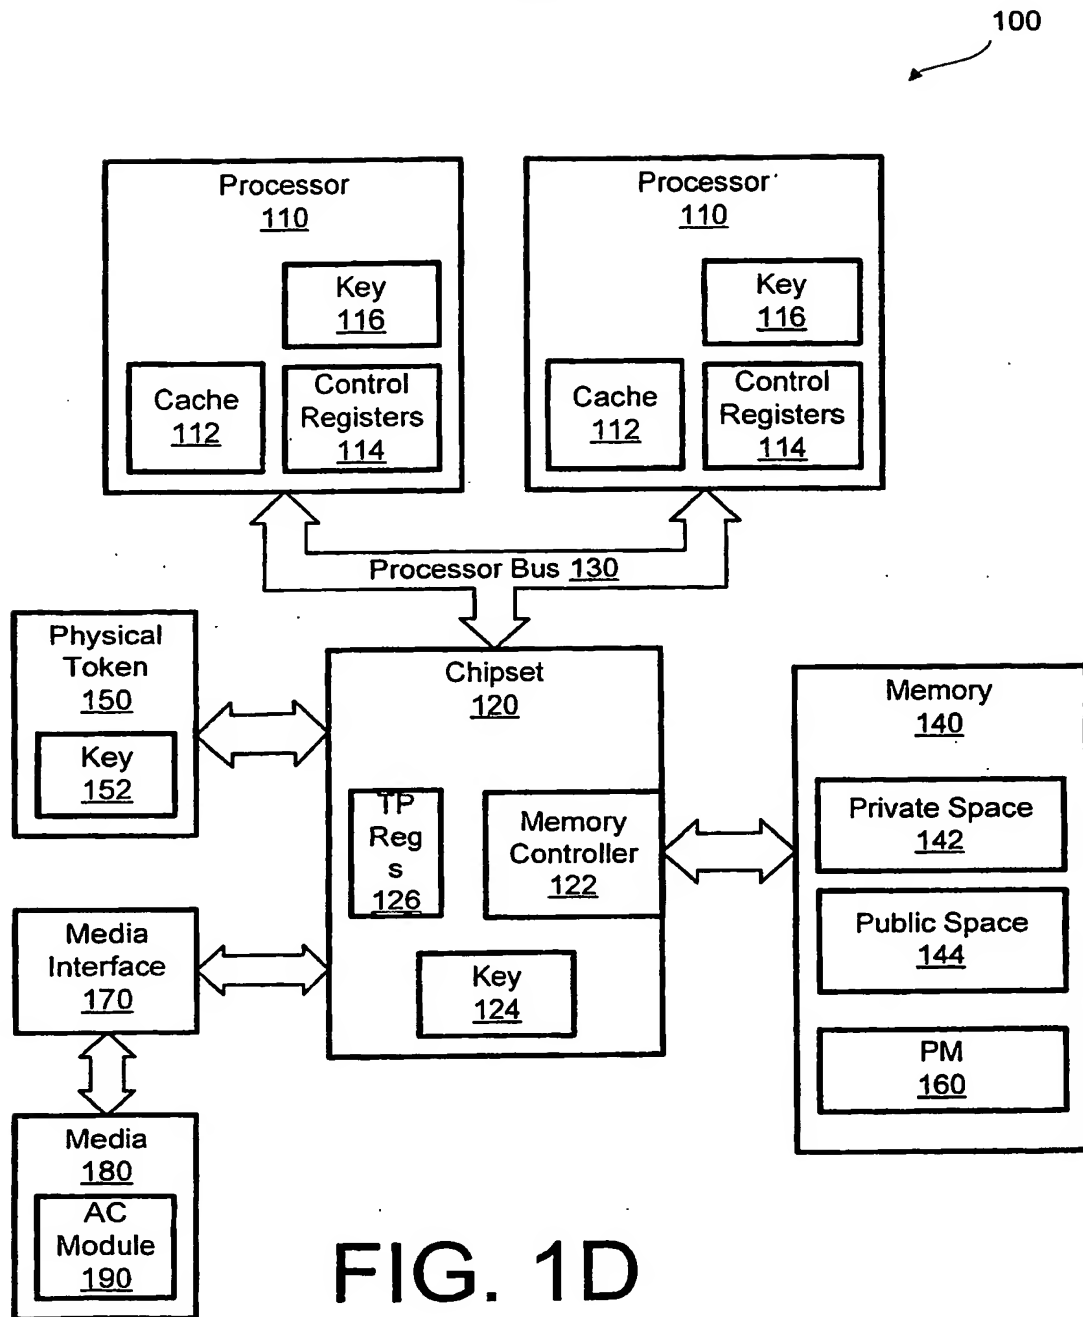 100
Processor
110
Key
116
Cache
112
Control
Registers
114
Processor
110
Key
116
Cache
112
Control
Registers
114
Processor Bus 130
Physical
Token
150
Key
152
Chipset
120
TP
Reg
s
126
Memory
Controller
122
Key
124
Memory
140
Private Space
142
Public Space
144
PM
160
Media
Interface
170
Media
180
AC
Module
190
FIG. 1D